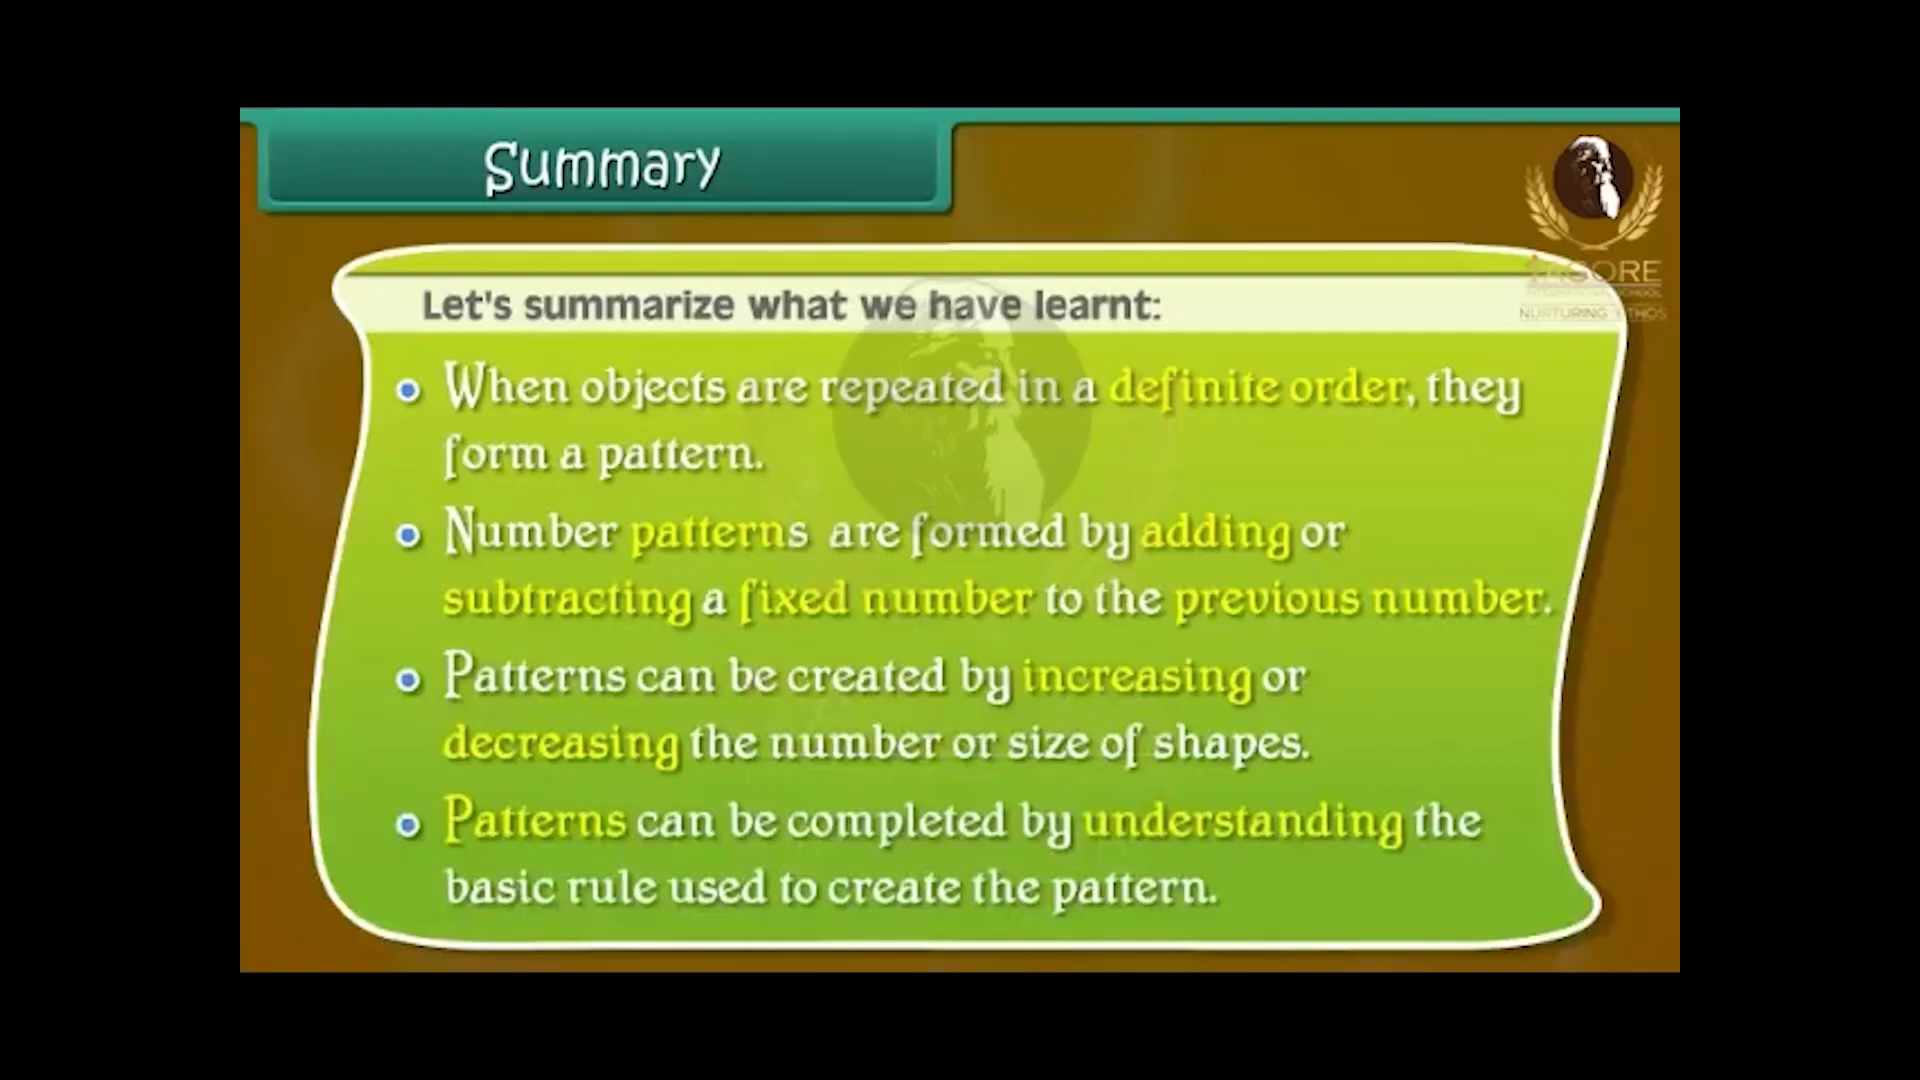 Summary
TAGORE
NURTURING ETHOS
Let's summarize what we have learnt:
When objects are repeated in a definite order, they
form a pattern.
Number patterns are formed by adding or
subtracting a fixed number to the previous number.
Patterns can be created by increasing or
decreasing the number or size of shapes.
Patterns can be completed by understanding the
basic rule used to create the pattern.